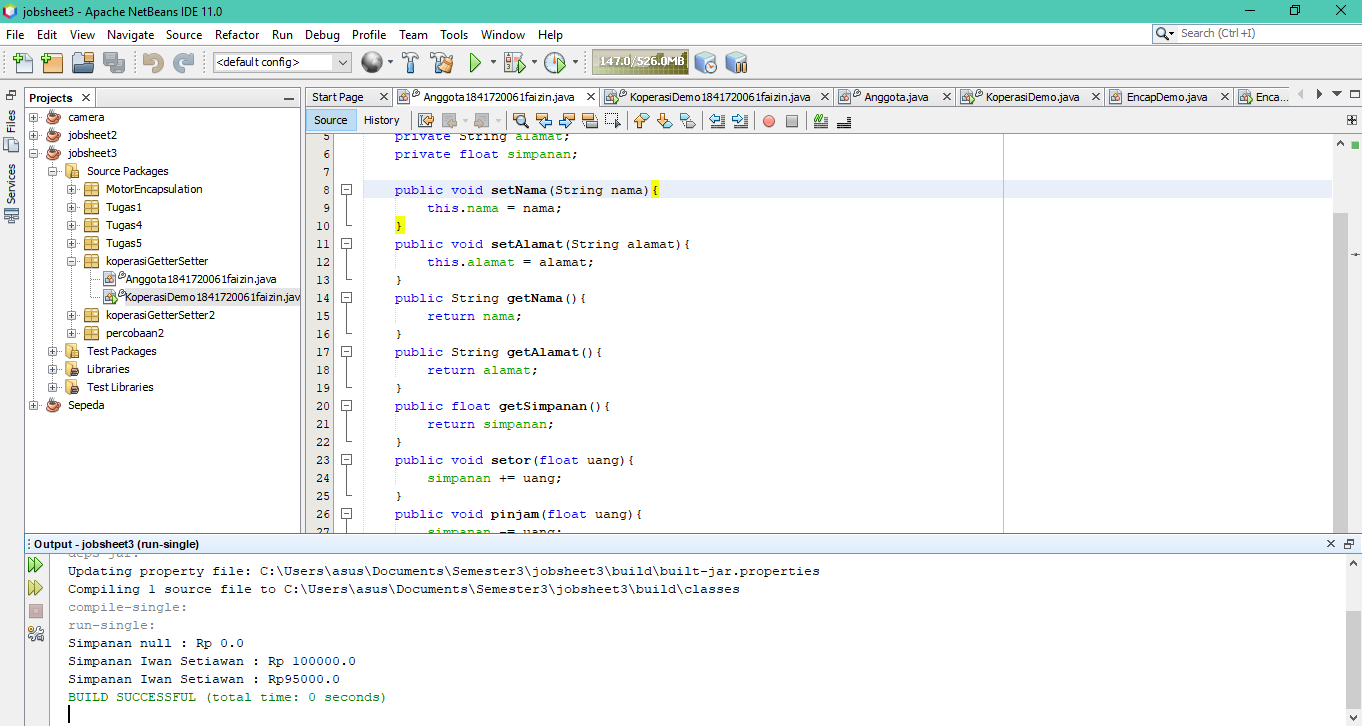 jobsheet3 - Apache NetBeans IDE 11.0
File Edit View Navigate Source Refactor Run Debug Profile Team Tools Window Help
Search (Ctrl+I)
<default config>
147.0/526.0MB
Files
Services
Projects
camera
jobsheet2
jobsheet3
Source Packages
MotorEncapsulation
Tugas1
Tugas4
Tugas5
koperasiGetterSetter
Anggota1841720061faizin.java
KoperasiDemo1841720061faizin.jav
koperasiGetterSetter2
percobaan2
Test Packages
Libraries
Test Libraries
Sepeda
Start Page Anggota1841720061faizin.java KoperasiDemo1841720061faizin.java Anggota.java KoperasiDemo.java EncapDemo.java Enca...
Source History
5 private String alamat;
6 private float simpanan;
7
8 public void setNama(String nama){
9 this.nama = nama;
10 }
11 public void setAlamat(String alamat){
12 this.alamat = alamat;
13 }
14 public String getNama(){
15 return nama;
16 }
17 public String getAlamat(){
18 return alamat;
19 }
20 public float getSimpanan(){
21 return simpanan;
22 }
23 public void setor(float uang){
24 simpanan += uang;
25 }
26 public void pinjam(float uang){
27 simpanan -= uang;
Output - jobsheet3 (run-single)
deps-jar:
Updating property file: C:\Users\asus\Documents\Semester3\jobsheet3\build\built-jar.properties
Compiling 1 source file to C:\Users\asus\Documents\Semester3\jobsheet3\build\classes
compile-single:
run-single:
Simpanan null : Rp 0.0
Simpanan Iwan Setiawan : Rp 100000.0
Simpanan Iwan Setiawan : Rp95000.0
BUILD SUCCESSFUL (total time: 0 seconds)